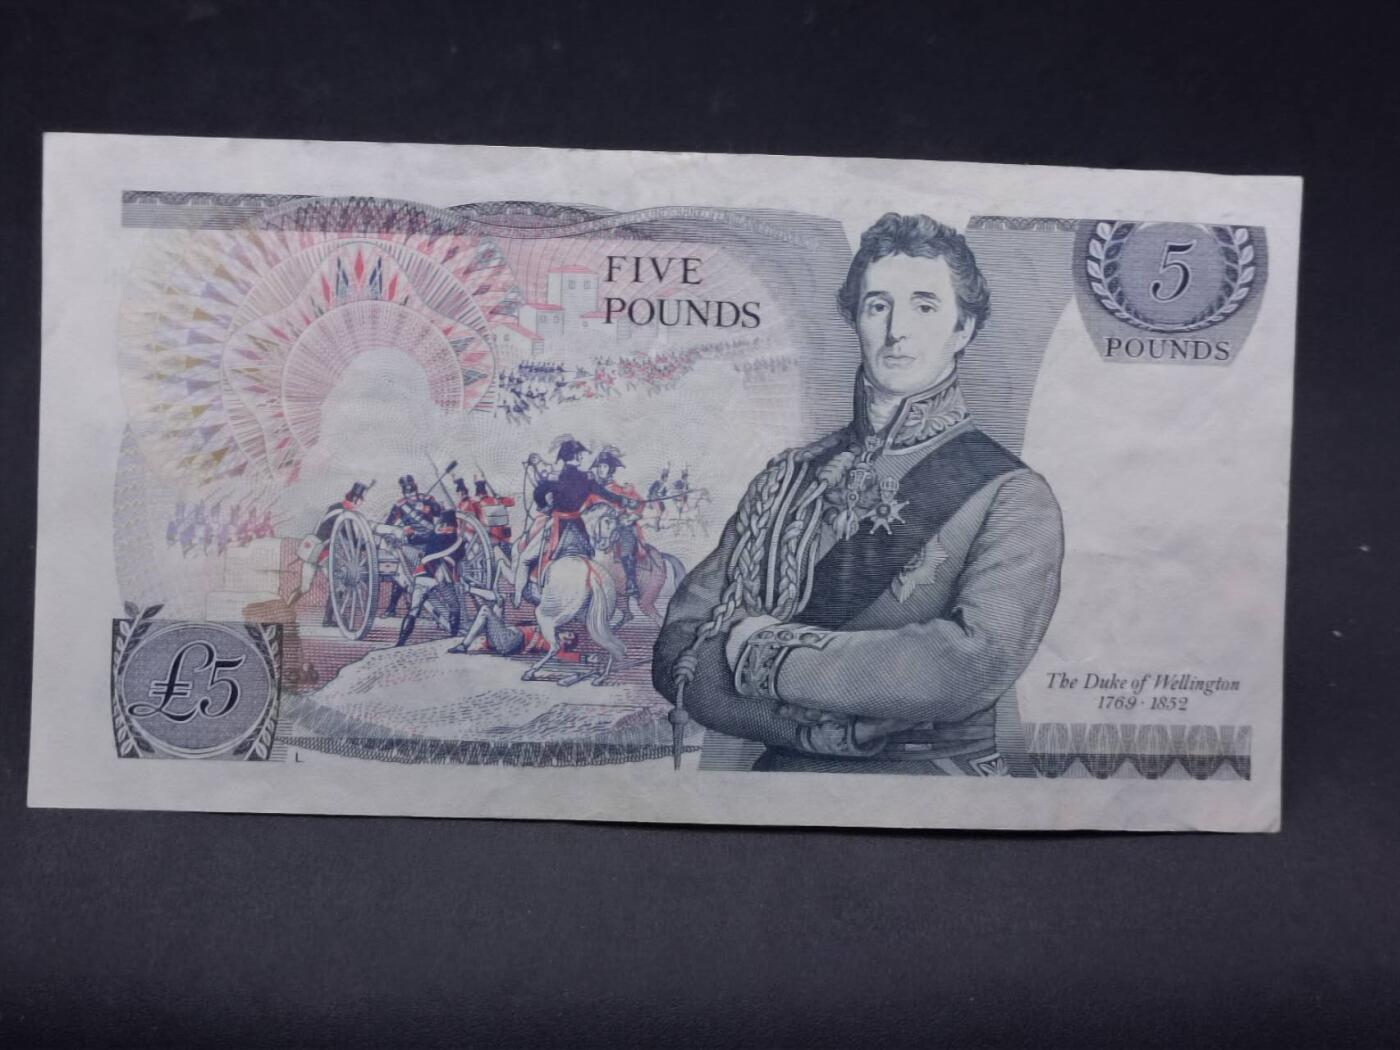 FIVE
POUNDS
5
POUNDS
£5
The Duke of Wellington
1769 · 1852
L